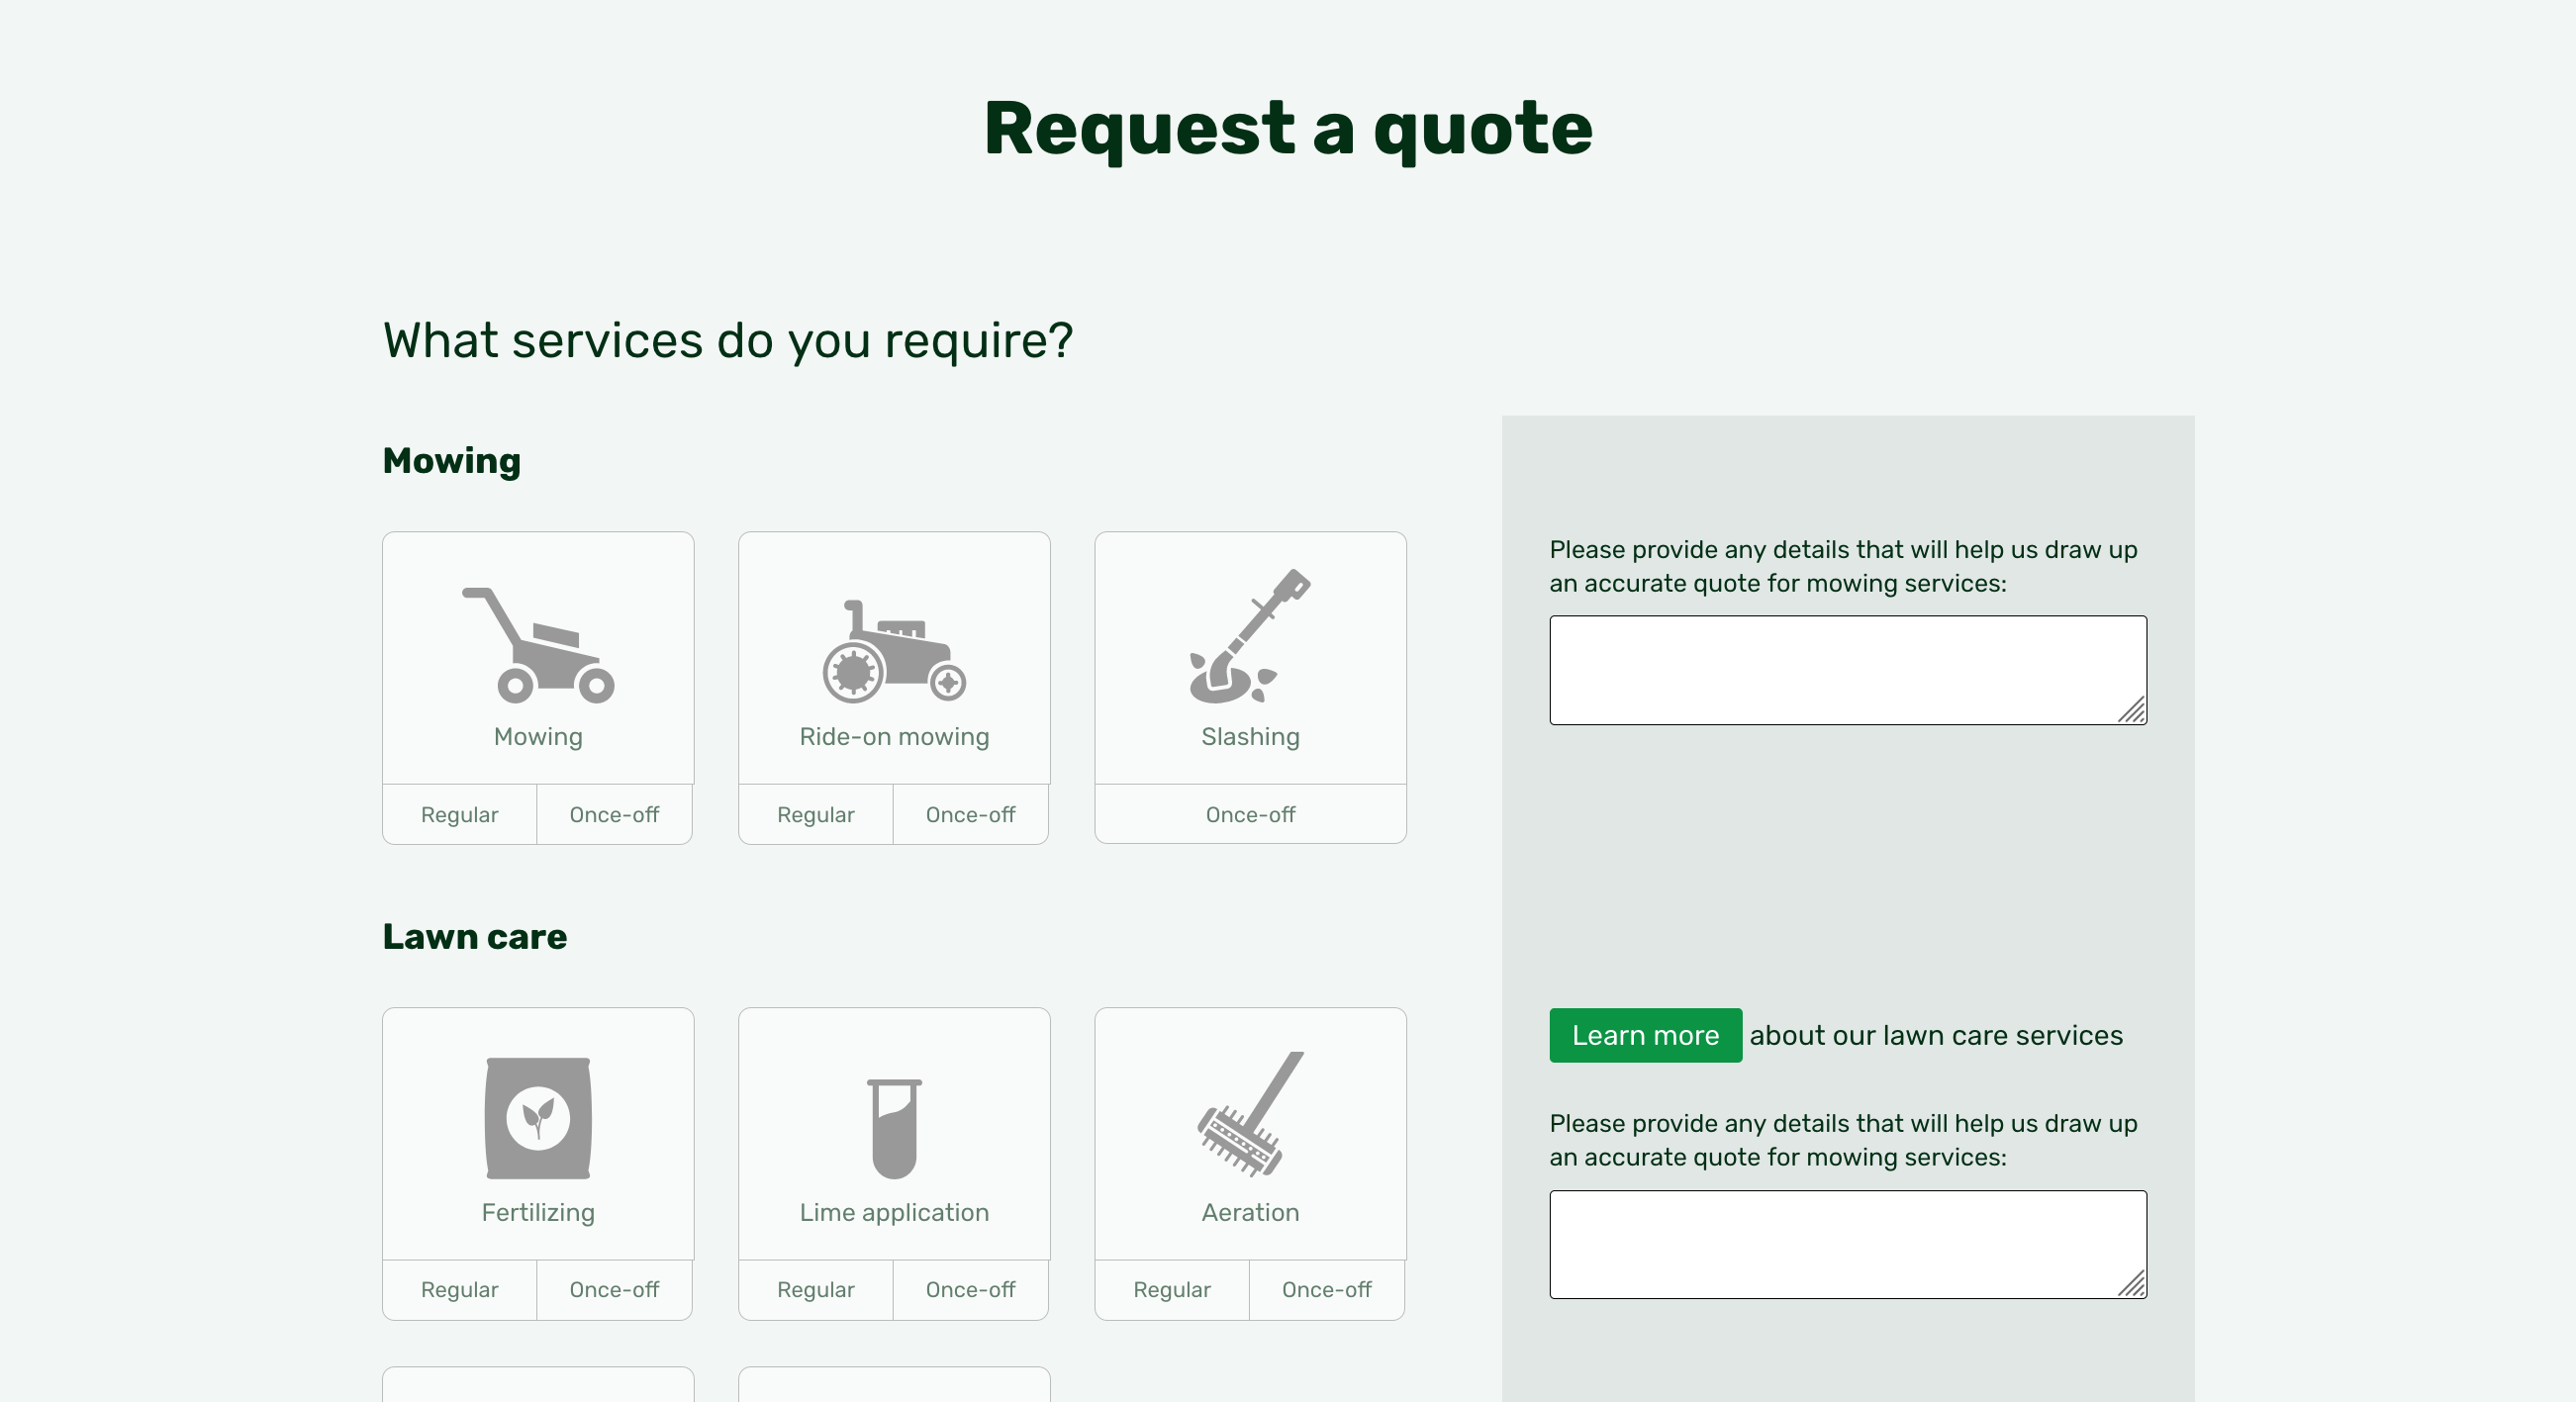 Request a quote
What services do you require?
Mowing
Mowing
Ride-on mowing
Slashing
Regular
Once-off
Regular
Once-off
Once-off
Please provide any details that will help us draw up
an accurate quote for mowing services:
Lawn care
Fertilizing
Lime application
Aeration
Regular
Once-off
Regular
Once-off
Regular
Once-off
Learn more about our lawn care services
Please provide any details that will help us draw up
an accurate quote for mowing services: